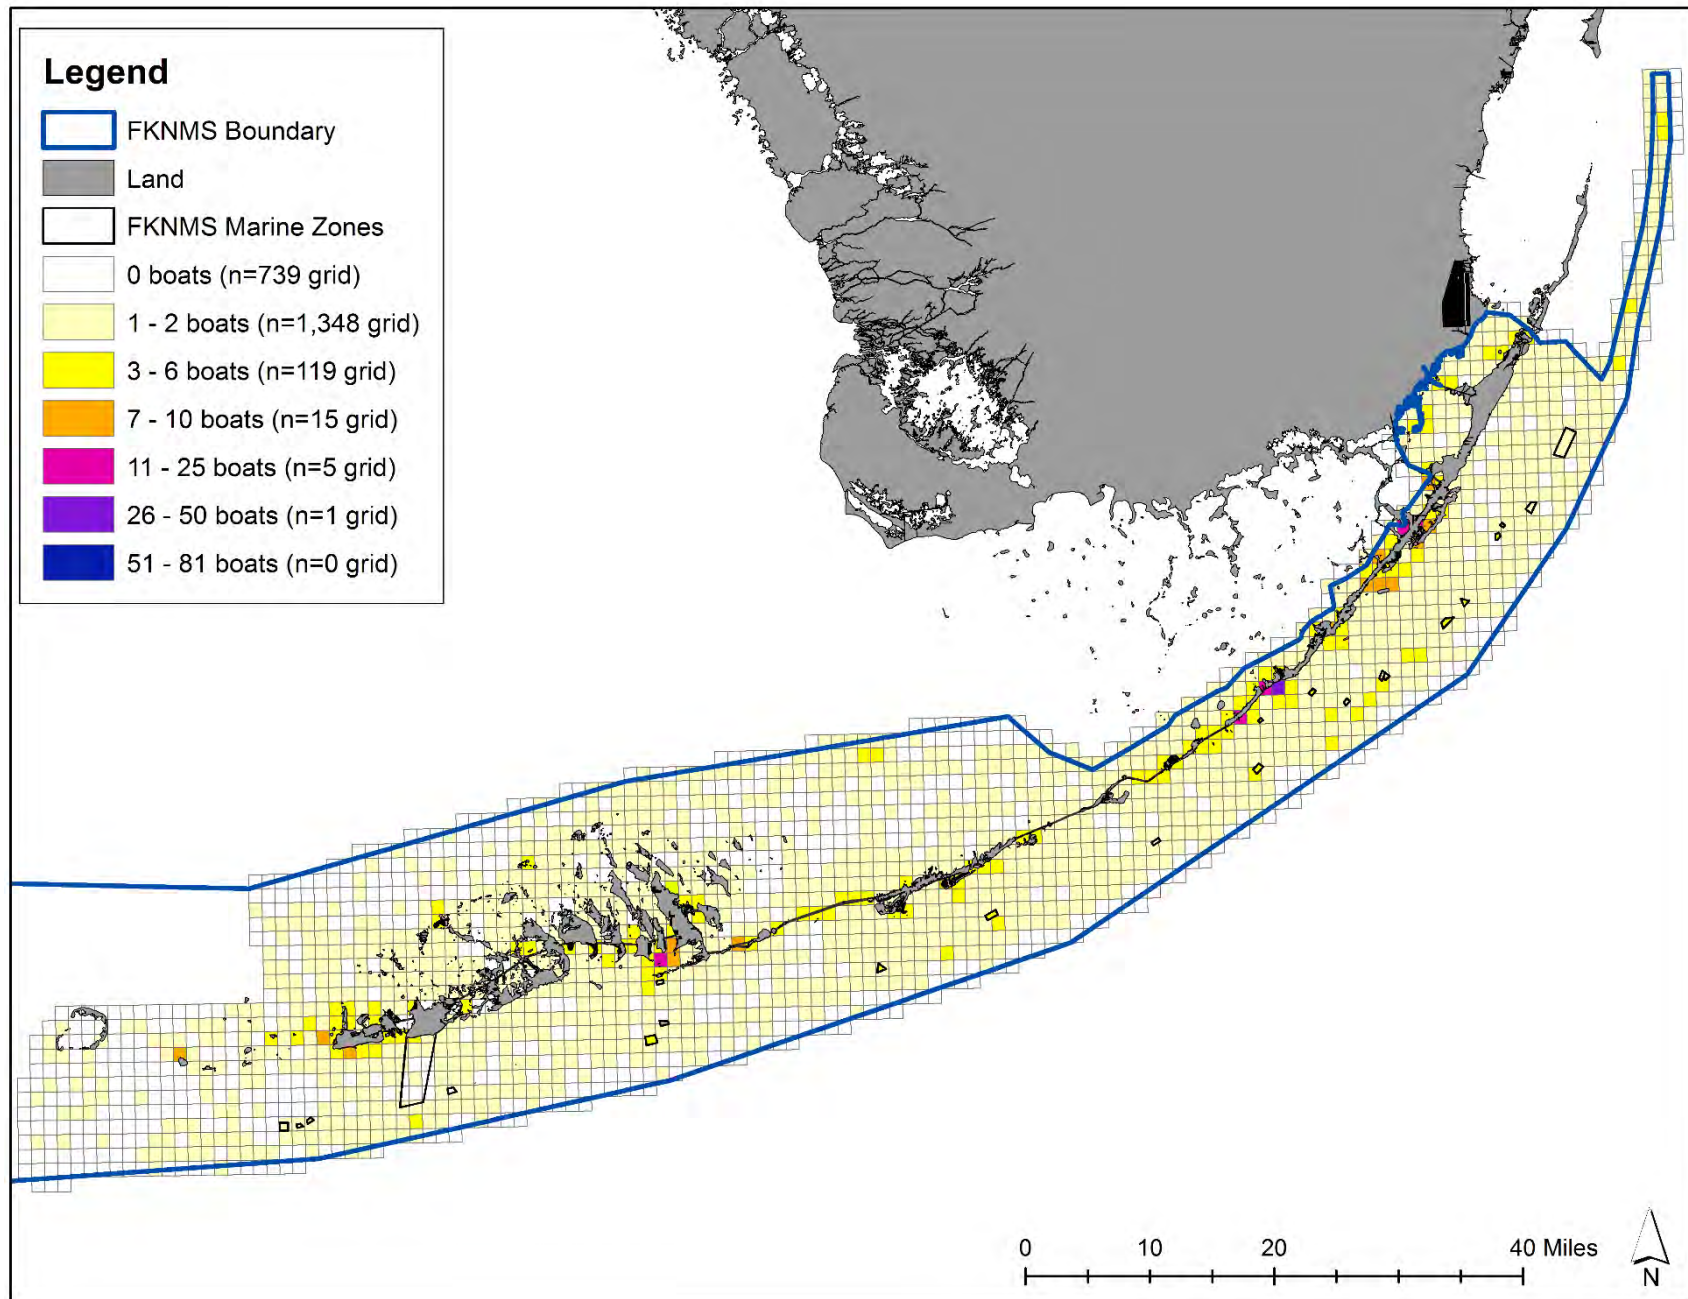 Legend
FKNMS Boundary
Land
FKNMS Marine Zones
0 boats (n=739 grid)
1 - 2 boats (n=1,348 grid)
3 - 6 boats (n=119 grid)
7 - 10 boats (n=15 grid)
11 - 25 boats (n=5 grid)
26 - 50 boats (n=1 grid)
51 - 81 boats (n=0 grid)
0 10 20 40 Miles
N